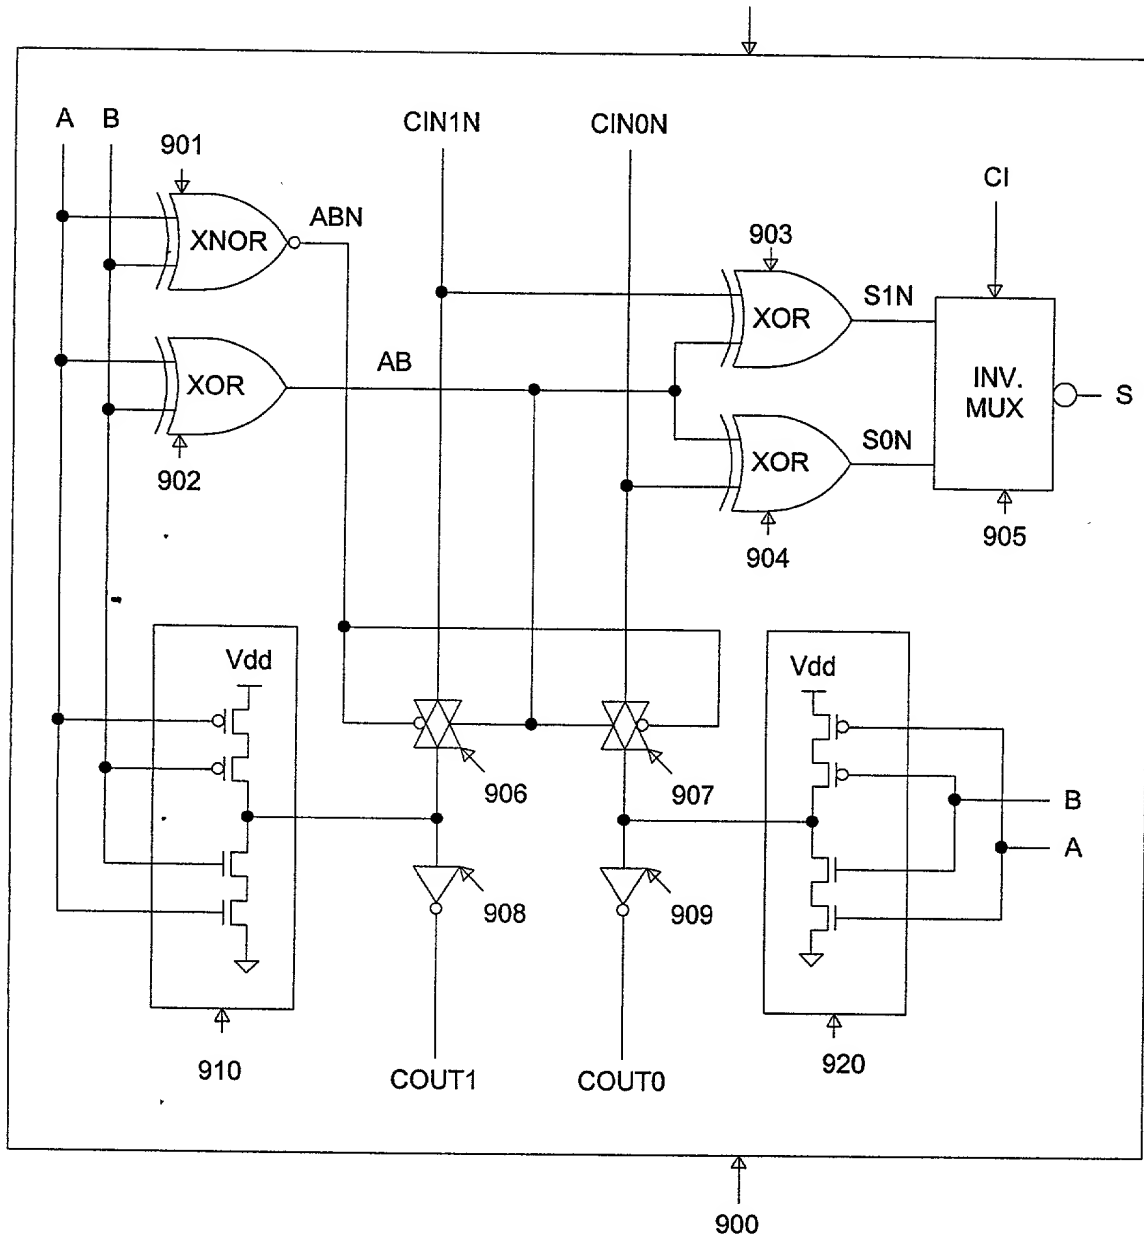 A
B
CIN1N
CIN0N
901
CI
ABN
XNOR
903
S1N
XOR
AB
XOR
INV.
MUX
S
S0N
XOR
902
905
904
Vdd
Vdd
906
907
B
A
908
909
910
920
COUT1
COUT0
900